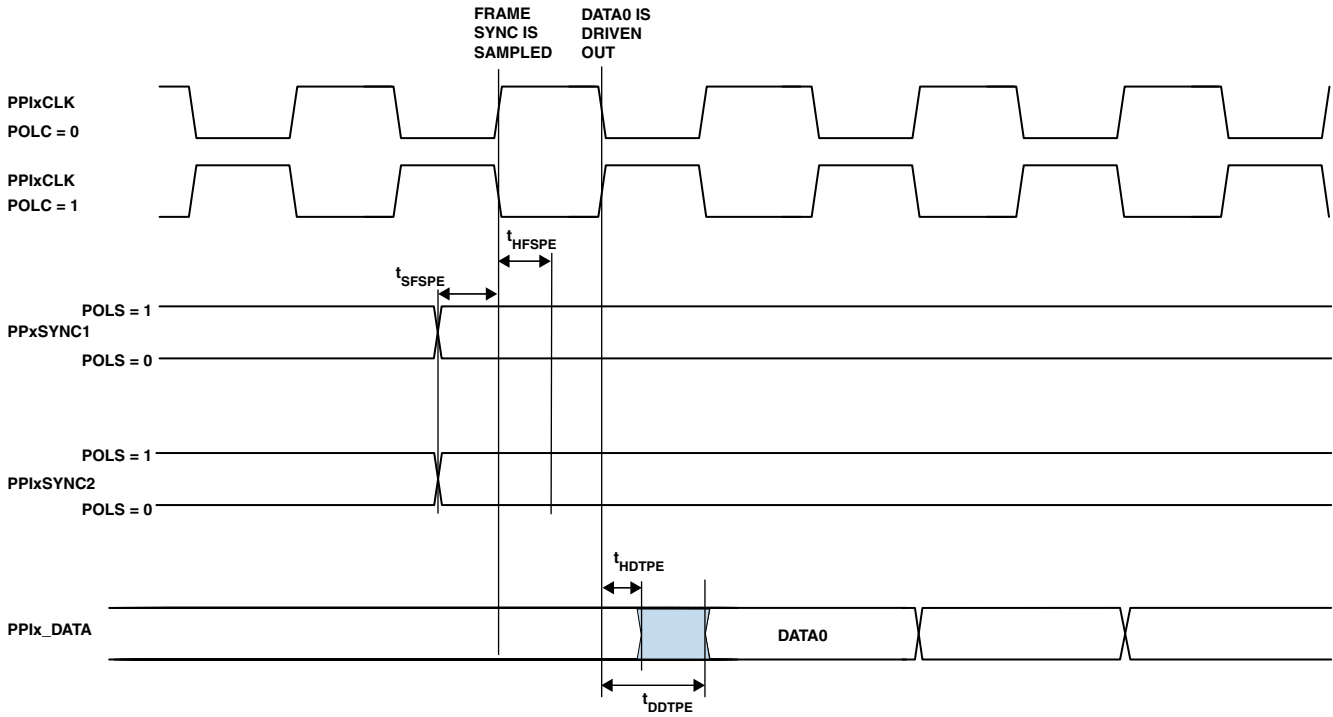 FRAME
SYNC IS
SAMPLED
DATA0 IS
DRIVEN
OUT
PPIxCLK
POLC = 0
PPIxCLK
POLC = 1
tHFSPE
tSFSPE
POLS = 1
PPxSYNC1
POLS = 0
POLS = 1
PPIxSYNC2
POLS = 0
tHDTPE
PPIx_DATA
DATA0
tDDTPE